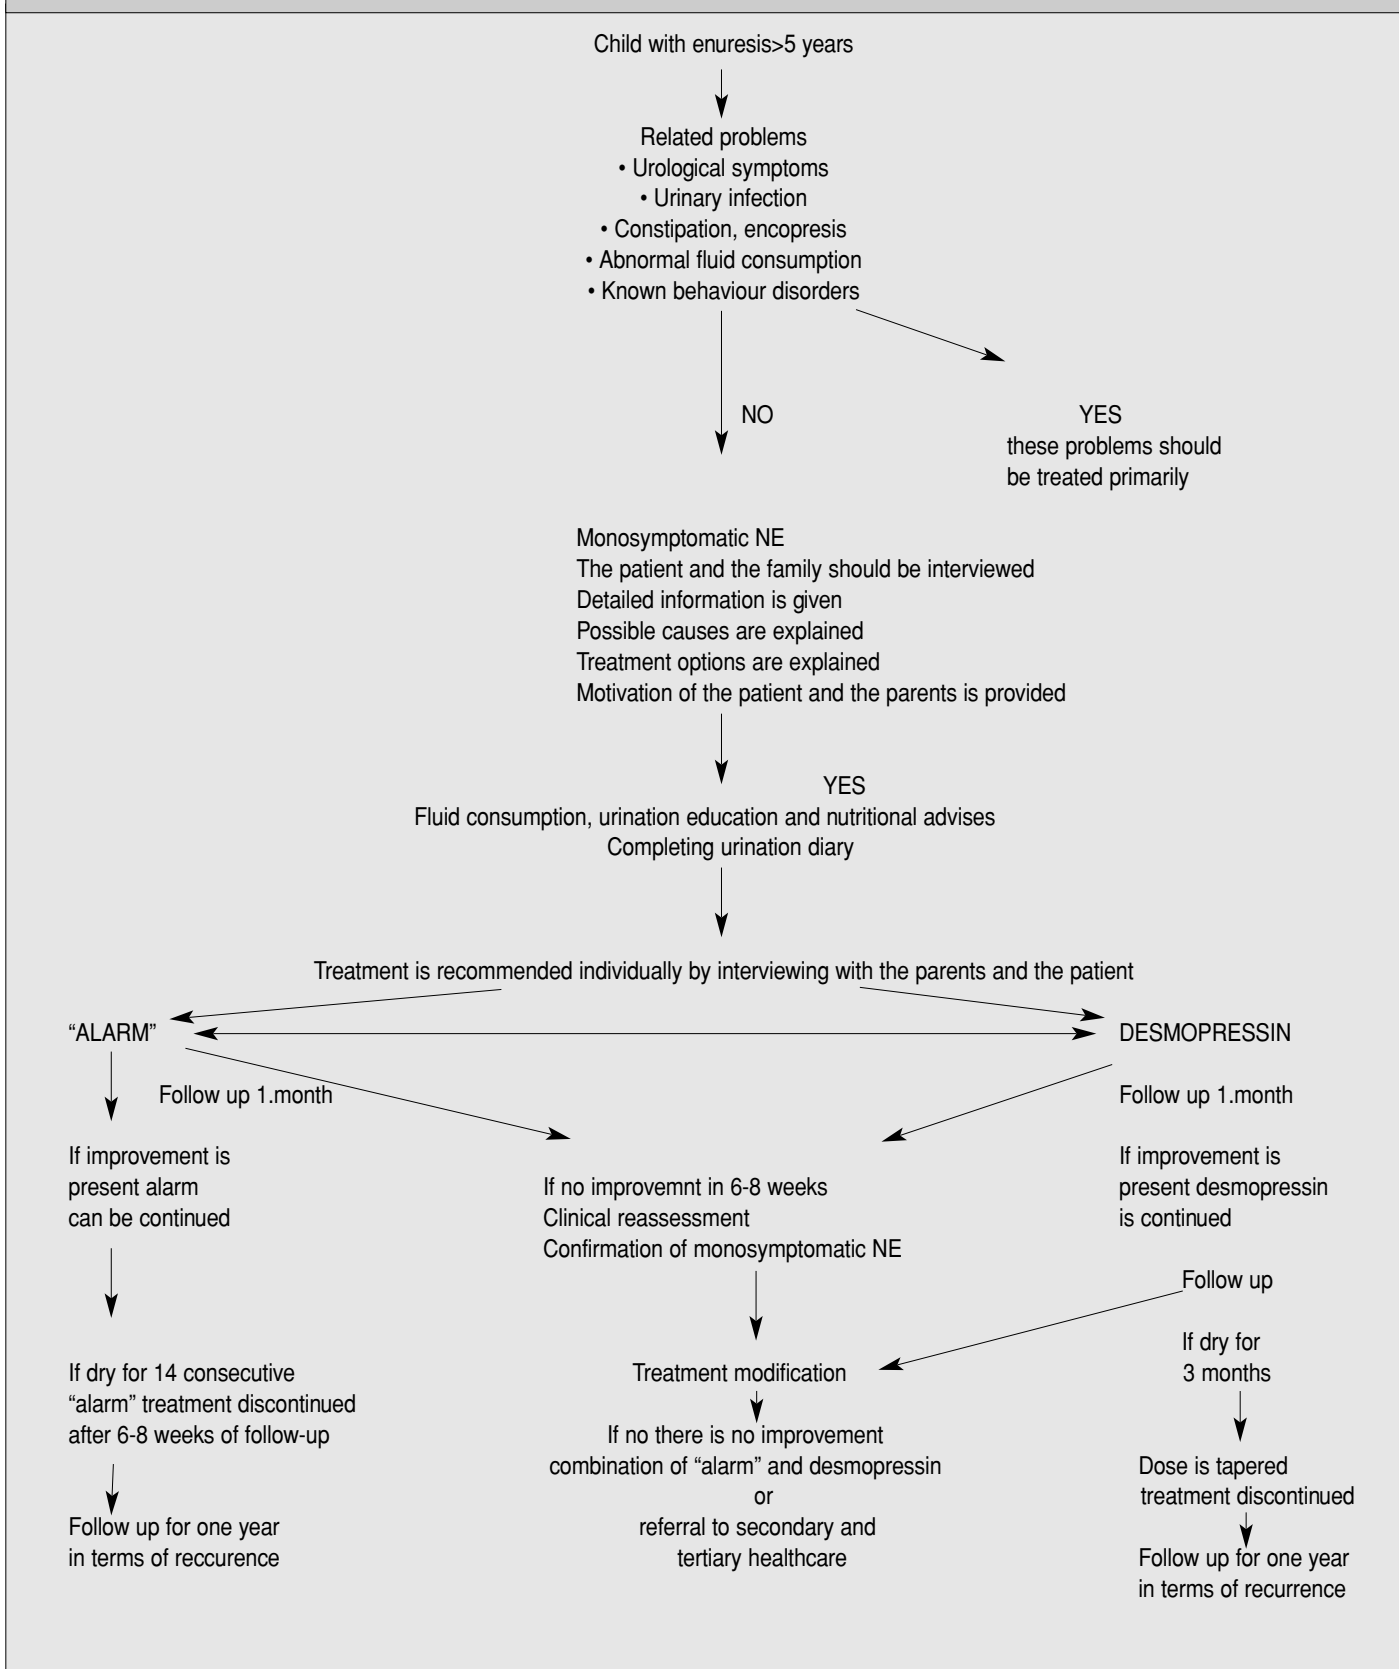 Child with enuresis>5 years
Related problems
• Urological symptoms
• Urinary infection
• Constipation, encopresis
• Abnormal fluid consumption
• Known behaviour disorders
NO
YES
these problems should
be treated primarily
Monosymptomatic NE
The patient and the family should be interviewed
Detailed information is given
Possible causes are explained
Treatment options are explained
Motivation of the patient and the parents is provided
YES
Fluid consumption, urination education and nutritional advises
Completing urination diary
Treatment is recommended individually by interviewing with the parents and the patient
“ALARM”
Follow up 1.month
If improvement is
present alarm
can be continued
If dry for 14 consecutive
“alarm” treatment discontinued
after 6-8 weeks of follow-up
Follow up for one year
in terms of reccurence
If no improvemnt in 6-8 weeks
Clinical reassessment
Confirmation of monosymptomatic NE
Treatment modification
If no there is no improvement
combination of “alarm” and desmopressin
or
referral to secondary and
tertiary healthcare
DESMOPRESSIN
Follow up 1.month
If improvement is
present desmopressin
is continued
Follow up
If dry for
3 months
Dose is tapered
treatment discontinued
Follow up for one year
in terms of recurrence